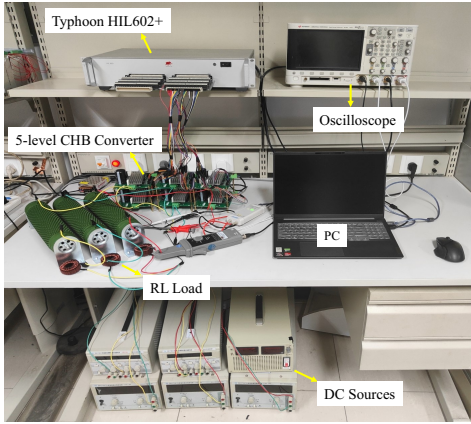 Typhoon HIL602+
Oscilloscope
5-level CHB Converter
PC
RL Load
DC Sources